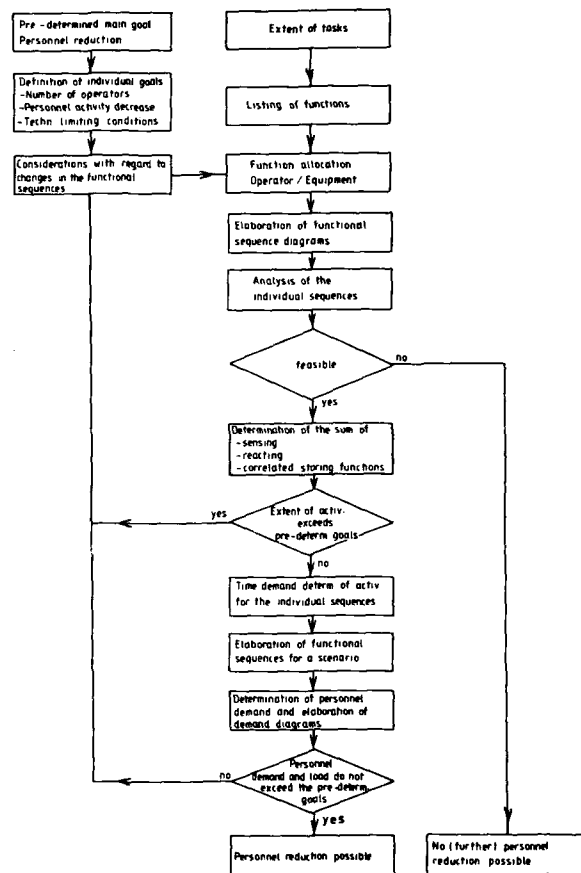 Pre-determined main goal
Personnel reduction
Extent of tasks
Definition of individual goals
-Number of operators
-Personnel activity decrease
-Techn limiting conditions
Listing of functions
Considerations with regard to
changes in the functional
sequences
Function allocation
Operator / Equipment
Elaboration of functional
sequence diagrams
Analysis of the
individual sequences
feasible
no
yes
Determination of the sum of
-sensing
-reacting
-correlated storing functions
yes
Extent of activ.
exceeds
pre-determ goals
no
Time demand determ of activ
for the individual sequences
Elaboration of functional
sequences for a scenario
Determination of personnel
demand and elaboration of
demand diagrams
no
Personnel
demand and load do not
exceed the pre-determ.
goals
yes
Personnel reduction possible
No (further) personnel
reduction possible